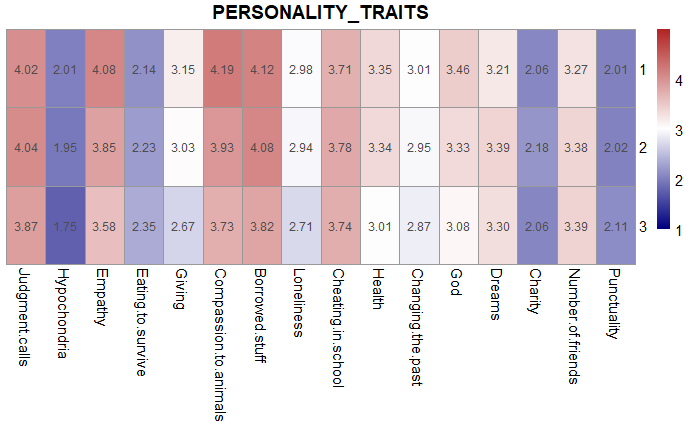 PERSONALITY_TRAITS
4.02 2.01 4.08 2.14 3.15 4.19 4.12 2.98 3.71 3.35 3.01 3.46 3.21 2.06 3.27 2.01 1
4.04 1.95 3.85 2.23 3.03 3.93 4.08 2.94 3.78 3.34 2.95 3.33 3.39 2.18 3.38 2.02 2
3.87 1.75 3.58 2.35 2.67 3.73 3.82 2.71 3.74 3.01 2.87 3.08 3.30 2.06 3.39 2.11 3
Judgment.calls
Hypochondria
Empathy
Eating.to.survive
Giving
Compassion.to.animals
Borrowed.stuff
Loneliness
Cheating.in.school
Health
Changing.the.past
God
Dreams
Charity
Number.of.friends
Punctuality
4
3
2
1